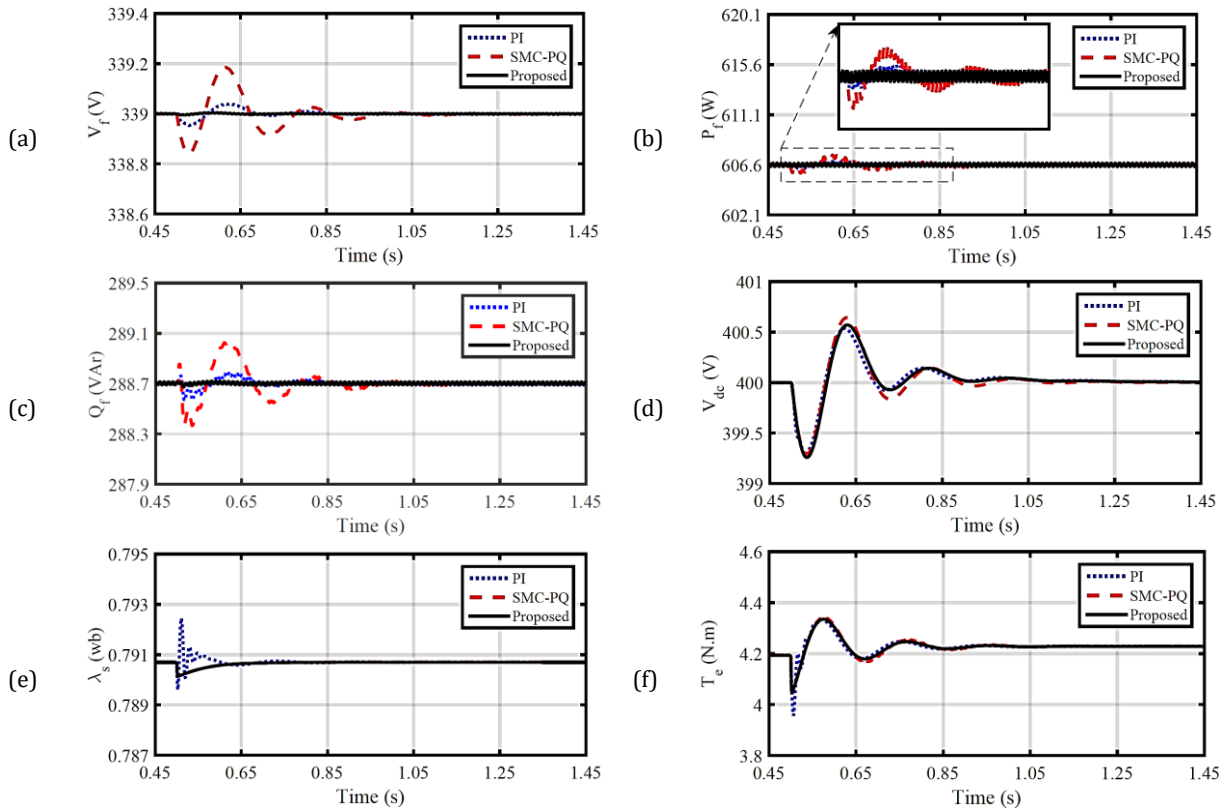 (a)
V_f (V)
339.4
339.2
339
338.8
338.6
0.45 0.65 0.85 1.05 1.25 1.45
Time (s)
PI
SMC-PQ
Proposed
(b)
P_f (W)
620.1
615.6
611.1
606.6
602.1
0.45 0.65 0.85 1.05 1.25 1.45
Time (s)
PI
SMC-PQ
Proposed
(c)
Q_f (VAr)
289.5
289.1
288.7
288.3
287.9
0.45 0.65 0.85 1.05 1.25 1.45
Time (s)
PI
SMC-PQ
Proposed
(d)
V_dc (V)
401
400.5
400
399.5
399
0.45 0.65 0.85 1.05 1.25 1.45
Time (s)
PI
SMC-PQ
Proposed
(e)
λ_s (wb)
0.795
0.793
0.791
0.789
0.787
0.45 0.65 0.85 1.05 1.25 1.45
Time (s)
PI
SMC-PQ
Proposed
(f)
T_e (N.m)
4.6
4.4
4.2
4
3.8
0.45 0.65 0.85 1.05 1.25 1.45
Time (s)
PI
SMC-PQ
Proposed